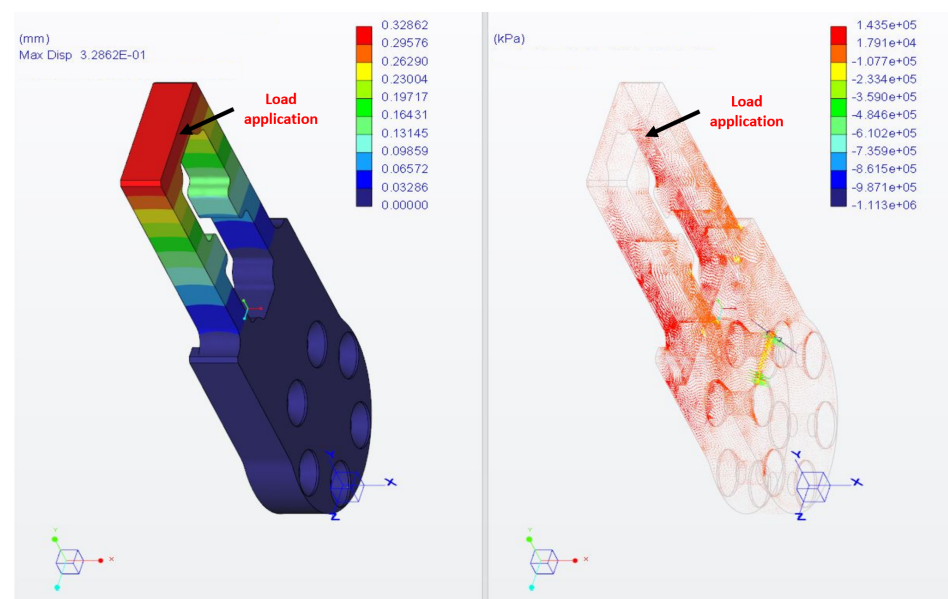 (mm)
Max Disp 3.2862E-01
0.32862
0.29576
0.26290
0.23004
0.19717
0.16431
0.13145
0.09859
0.06572
0.03286
0.00000
Load
application
Y
X
Z
Y
X
(kPa)
1.435e+05
1.791e+04
-1.077e+05
-2.334e+05
-3.590e+05
-4.846e+05
-6.102e+05
-7.359e+05
-8.615e+05
-9.871e+05
-1.113e+06
Load
application
Y
X
Z
Y
X